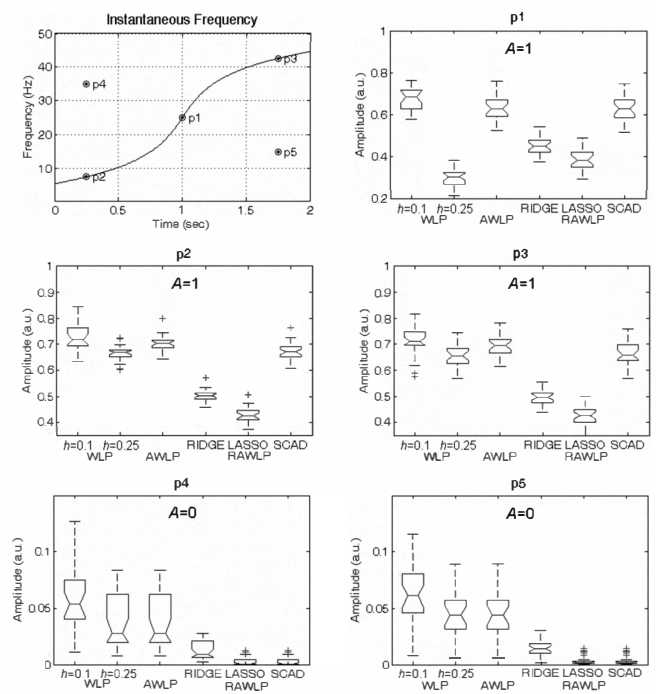 Instantaneous Frequency
50
40
30
20
10
Frequency (Hz)
p4
p3
p1
p5
p2
0 0.5 1 1.5 2
Time (sec)
p1
A=1
1
0.8
0.6
0.4
0.2
Amplitude (a.u.)
h=0.1 h=0.25 RIDGE LASSO SCAD
WLP AWLP RAWLP
p2
A=1
1
0.9
0.8
0.7
0.6
0.5
0.4
Amplitude (a.u.)
h=0.1 h=0.25 RIDGE LASSO SCAD
WLP AWLP RAWLP
p3
A=1
1
0.9
0.8
0.7
0.6
0.5
0.4
Amplitude (a.u.)
h=0.1 h=0.25 RIDGE LASSO SCAD
WLP AWLP RAWLP
p4
A=0
0.1
0.05
0
Amplitude (a.u.)
h=0.1 h=0.25 RIDGE LASSO SCAD
WLP AWLP RAWLP
p5
A=0
0.1
0.05
0
Amplitude (a.u.)
h=0.1 h=0.25 RIDGE LASSO SCAD
WLP AWLP RAWLP